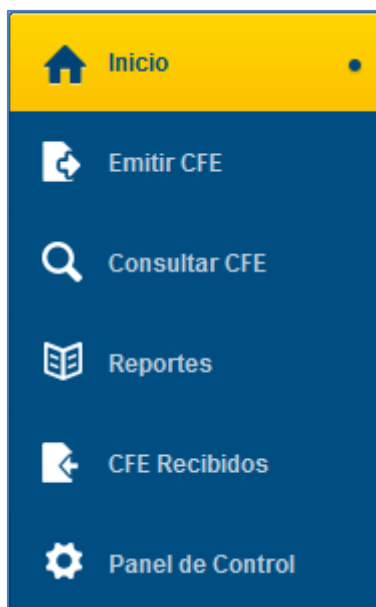 Inicio
Emitir CFE
Consultar CFE
Reportes
CFE Recibidos
Panel de Control